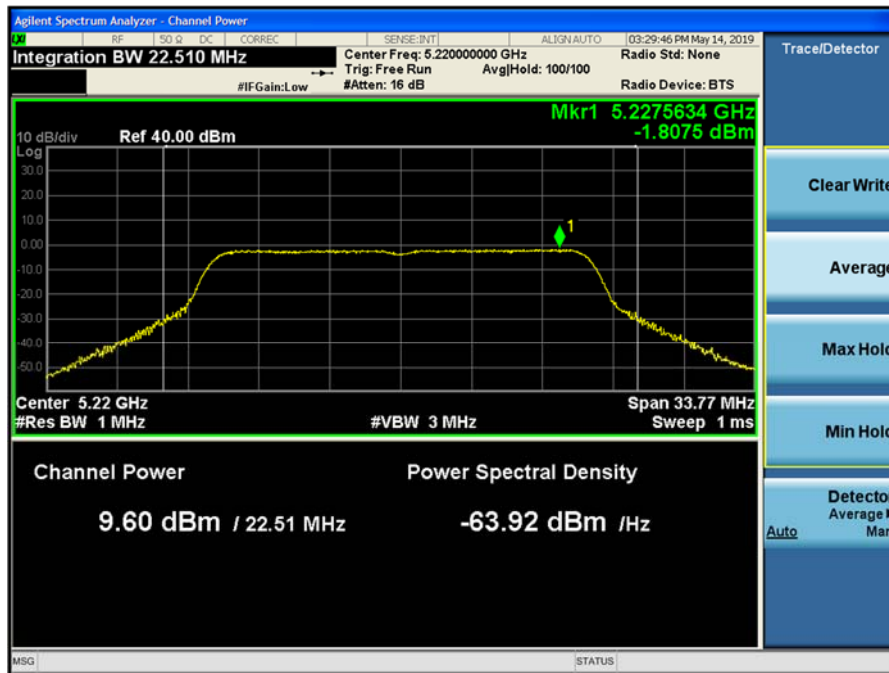 Agilent Spectrum Analyzer - Channel Power
LXI RF 50 Ω DC CORREC SENSE:INT ALIGN AUTO 03:29:46 PM May 14, 2019
Integration BW 22.510 MHz Center Freq: 5.220000000 GHz Radio Std: None
Trig: Free Run Avg|Hold: 100/100
#IFGain:Low #Atten: 16 dB Radio Device: BTS
Mkr1 5.2275634 GHz
-1.8075 dBm
10 dB/div Ref 40.00 dBm
Log
30.0
20.0
10.0
0.00
1
-10.0
-20.0
-30.0
-40.0
-50.0
Center 5.22 GHz Span 33.77 MHz
#Res BW 1 MHz #VBW 3 MHz Sweep 1 ms
Channel Power Power Spectral Density
9.60 dBm / 22.51 MHz -63.92 dBm /Hz
MSG STATUS
Trace/Detector
Clear Write
Average
Max Hold
Min Hold
Detector
Average
Auto Man